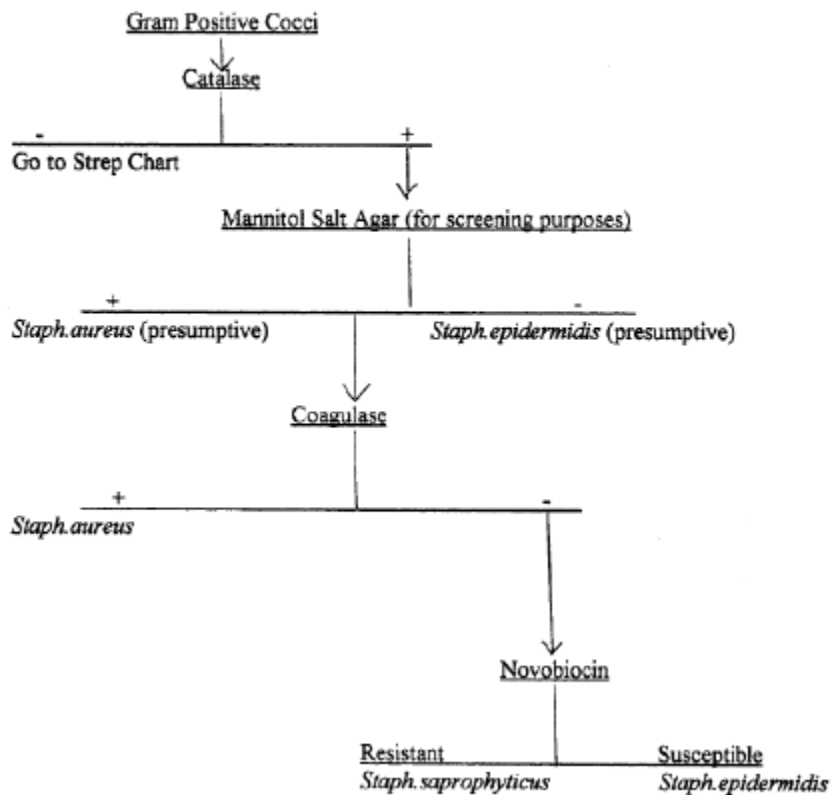 Gram Positive Cocci
Catalase
- +
Go to Strep Chart
Mannitol Salt Agar (for screening purposes)
+ -
Staph.aureus (presumptive) Staph.epidermidis (presumptive)
Coagulase
+ -
Staph.aureus
Novobiocin
Resistant Susceptible
Staph.saprophyticus Staph.epidermidis